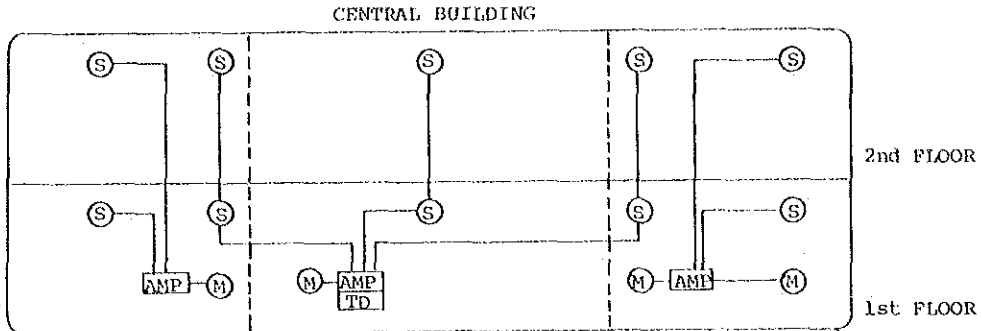 CENTRAL BUILDING
S S S S S
2nd FLOOR
S S S S S
M AMP M M AMP M
AMP
TD
1st FLOOR